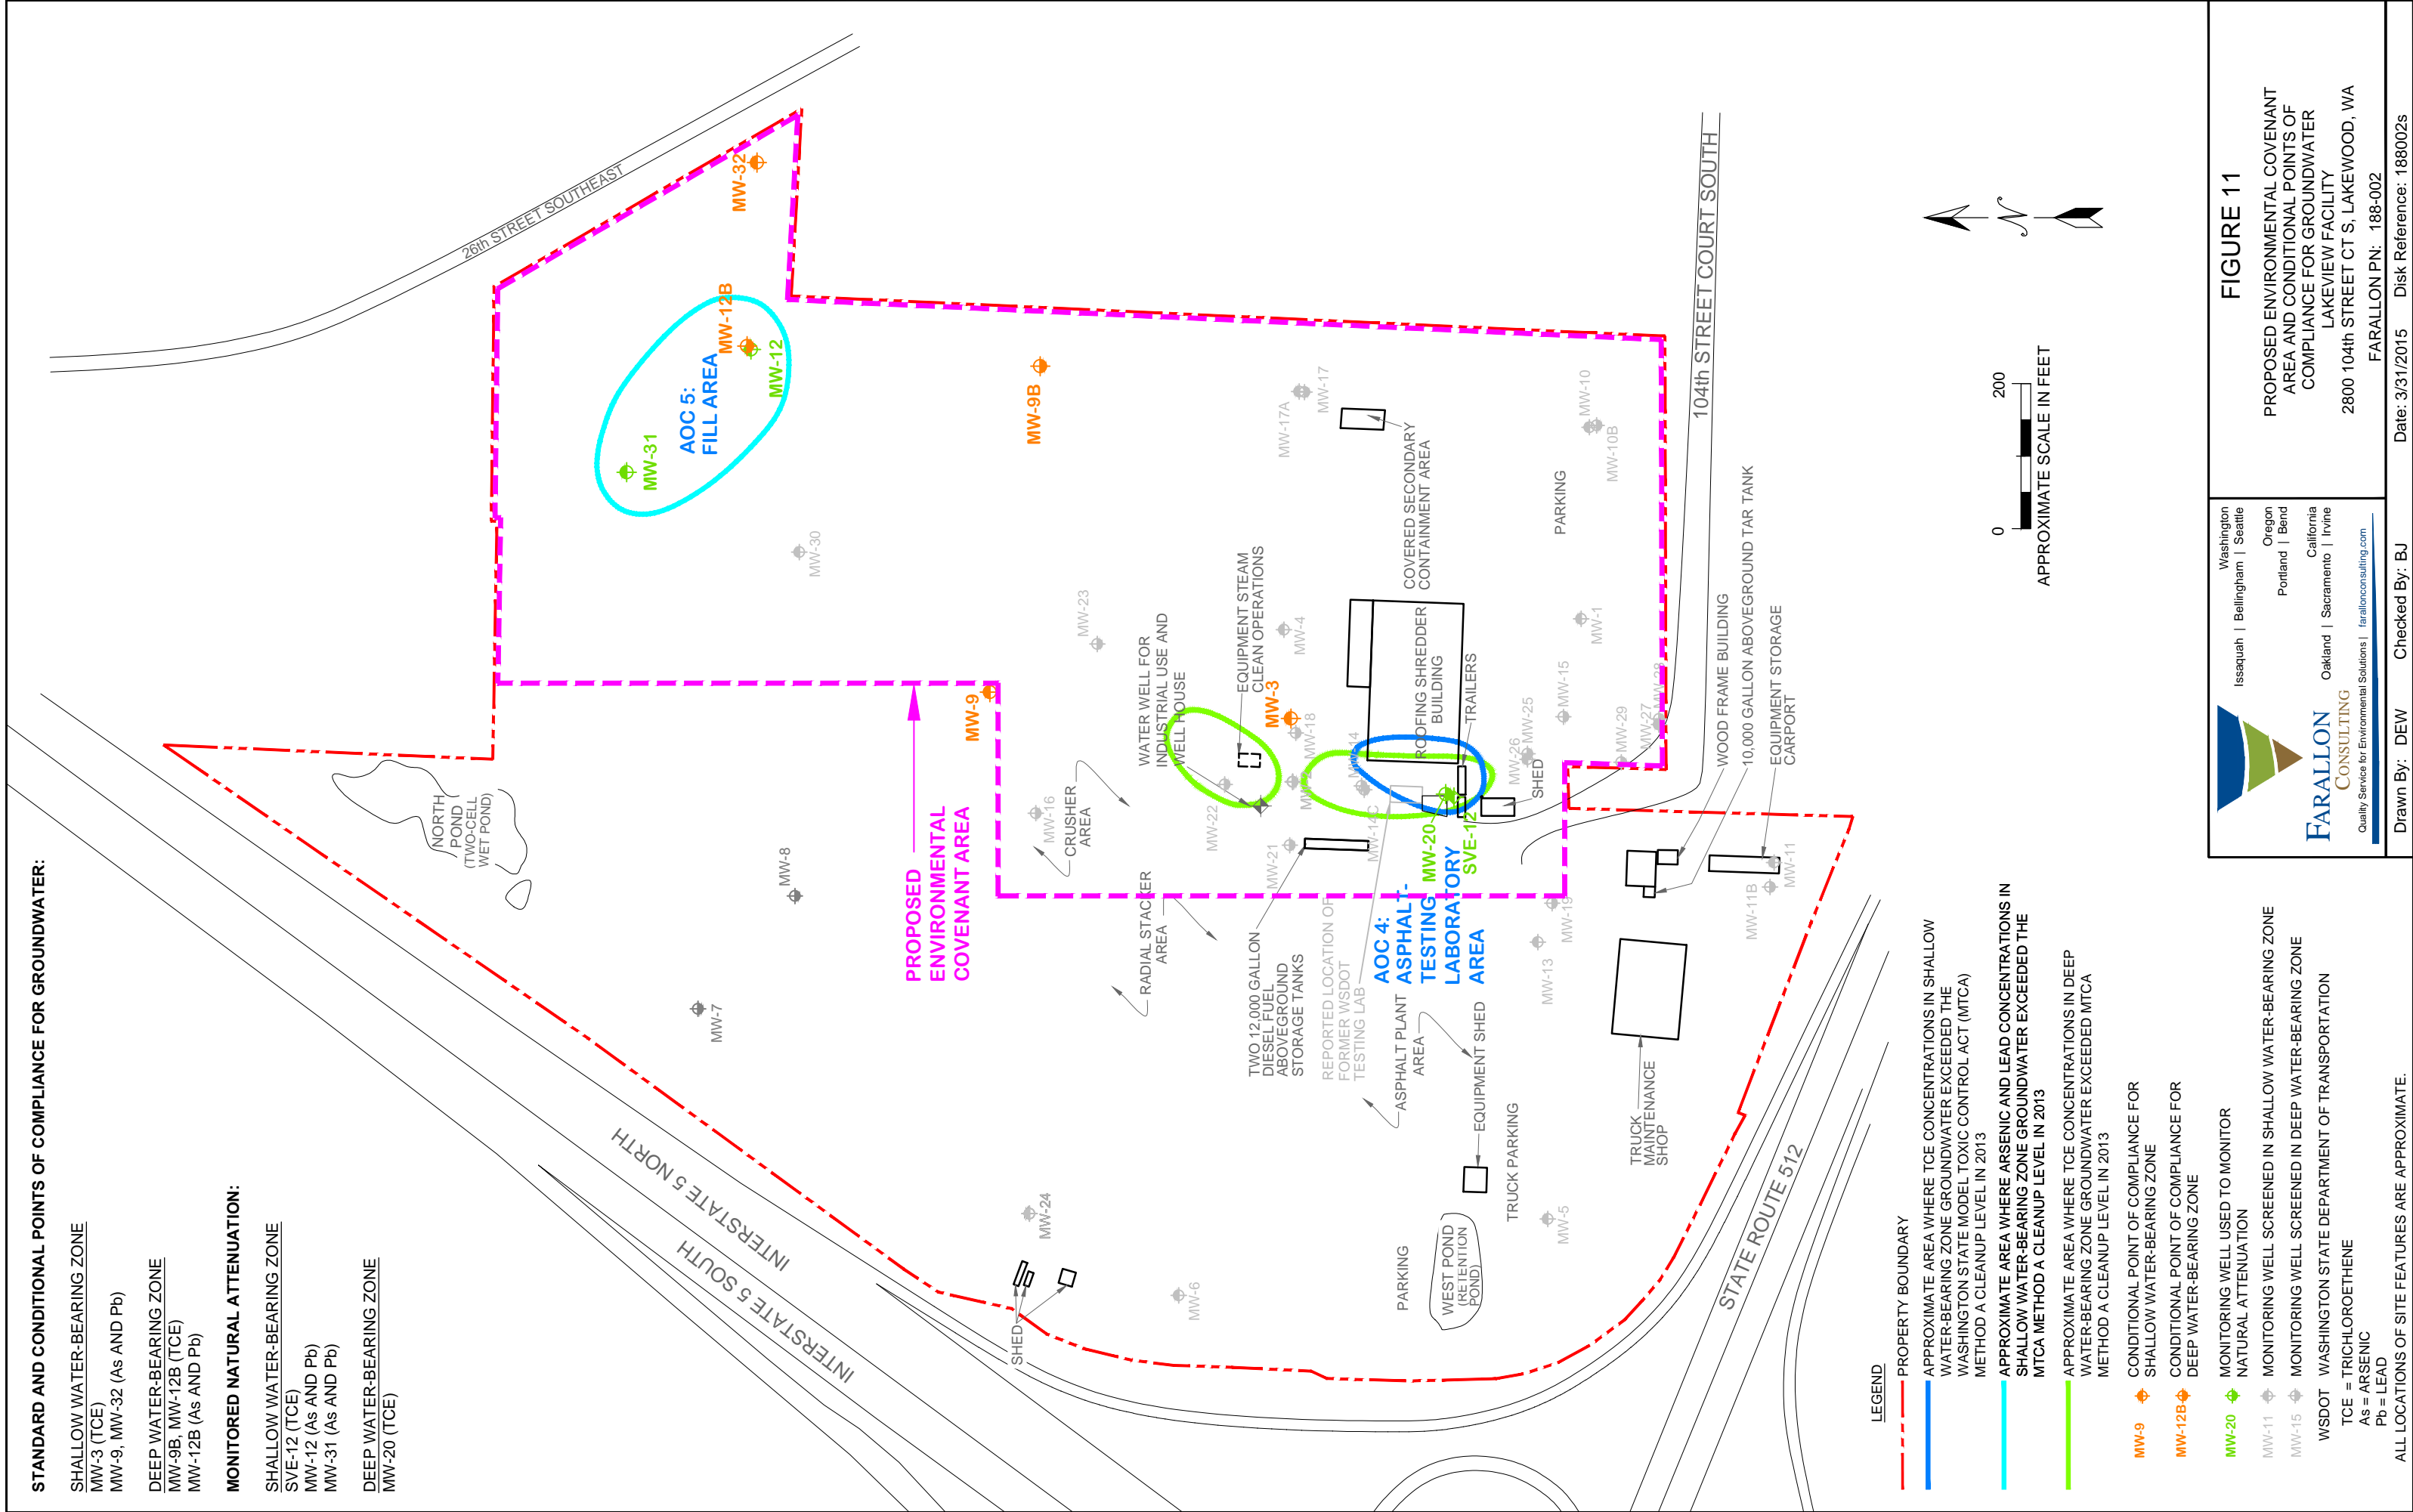 STANDARD AND CONDITIONAL POINTS OF COMPLIANCE FOR GROUNDWATER:
SHALLOW WATER-BEARING ZONE
MW-3 (TCE)
MW-9, MW-32 (As AND Pb)
DEEP WATER-BEARING ZONE
MW-9B, MW-12B (TCE)
MW-12B (As AND Pb)
MONITORED NATURAL ATTENUATION:
SHALLOW WATER-BEARING ZONE
SVE-12 (TCE)
MW-12 (As AND Pb)
MW-31 (As AND Pb)
DEEP WATER-BEARING ZONE
MW-20 (TCE)
26th STREET SOUTHEAST
MW-32
MW-12B
MW-12
AOC 5:
FILL AREA
MW-31
MW-30
MW-9B
MW-23
MW-9
NORTH
POND
(TWO-CELL
WET POND)
MW-8
MW-7
PROPOSED
ENVIRONMENTAL
COVENANT AREA
INTERSTATE 5 NORTH
INTERSTATE 5 SOUTH
MW-16
CRUSHER
AREA
RADIAL STACKER
AREA
WATER WELL FOR
INDUSTRIAL USE AND
WELL HOUSE
EQUIPMENT STEAM
CLEAN OPERATIONS
MW-3
MW-4
MW-18
MW-22
MW-21
MW-14
MW-14C
MW-17A
MW-17
COVERED SECONDARY
CONTAINMENT AREA
ROOFING SHREDDER
BUILDING
TRAILERS
TWO 12,000 GALLON
DIESEL FUEL
ABOVEGROUND
STORAGE TANKS
REPORTED LOCATION OF
FORMER WSDOT
TESTING LAB
AOC 4:
ASPHALT-
TESTING
LABORATORY
AREA
MW-20
SVE-12
ASPHALT PLANT
AREA
EQUIPMENT SHED
MW-24
SHED
MW-6
PARKING
WEST POND
(RETENTION
POND)
TRUCK PARKING
MW-5
MW-13
MW-19
SHED
MW-26
MW-25
MW-15
MW-1
MW-29
MW-27
MW-28
PARKING
MW-10
MW-10B
104th STREET COURT SOUTH
WOOD FRAME BUILDING
10,000 GALLON ABOVEGROUND TAR TANK
EQUIPMENT STORAGE
CARPORT
MW-11
MW-11B
TRUCK
MAINTENANCE
SHOP
STATE ROUTE 512
N
0
200
APPROXIMATE SCALE IN FEET
LEGEND
PROPERTY BOUNDARY
APPROXIMATE AREA WHERE TCE CONCENTRATIONS IN SHALLOW
WATER-BEARING ZONE GROUNDWATER EXCEEDED THE
WASHINGTON STATE MODEL TOXIC CONTROL ACT (MTCA)
METHOD A CLEANUP LEVEL IN 2013
APPROXIMATE AREA WHERE ARSENIC AND LEAD CONCENTRATIONS IN
SHALLOW WATER-BEARING ZONE GROUNDWATER EXCEEDED THE
MTCA METHOD A CLEANUP LEVEL IN 2013
APPROXIMATE AREA WHERE TCE CONCENTRATIONS IN DEEP
WATER-BEARING ZONE GROUNDWATER EXCEEDED MTCA
METHOD A CLEANUP LEVEL IN 2013
MW-9 CONDITIONAL POINT OF COMPLIANCE FOR
SHALLOW WATER-BEARING ZONE
MW-12B CONDITIONAL POINT OF COMPLIANCE FOR
DEEP WATER-BEARING ZONE
MW-20 MONITORING WELL USED TO MONITOR
NATURAL ATTENUATION
MW-11 MONITORING WELL SCREENED IN SHALLOW WATER-BEARING ZONE
MW-15 MONITORING WELL SCREENED IN DEEP WATER-BEARING ZONE
WSDOT WASHINGTON STATE DEPARTMENT OF TRANSPORTATION
TCE = TRICHLOROETHENE
As = ARSENIC
Pb = LEAD
ALL LOCATIONS OF SITE FEATURES ARE APPROXIMATE.
FARALLON
CONSULTING
Washington
Issaquah | Bellingham | Seattle
Oregon
Portland | Bend
California
Oakland | Sacramento | Irvine
Quality Service for Environmental Solutions | farallonconsulting.com
FIGURE 11
PROPOSED ENVIRONMENTAL COVENANT
AREA AND CONDITIONAL POINTS OF
COMPLIANCE FOR GROUNDWATER
LAKEVIEW FACILITY
2800 104th STREET CT S, LAKEWOOD, WA
FARALLON PN: 188-002
Drawn By: DEW Checked By: BJ Date: 3/31/2015 Disk Reference: 188002s